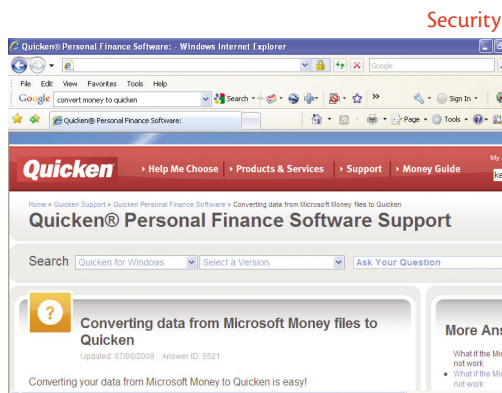 Security
Quicken® Personal Finance Software: - Windows Internet Explorer
Google
File Edit View Favorites Tools Help
Google convert money to quicken Search Sign In
Quicken® Personal Finance Software: Page Tools
Quicken Help Me Choose Products & Services Support Money Guide
Home > Quicken Support > Quicken Personal Finance Software > Converting data from Microsoft Money files to Quicken
Quicken® Personal Finance Software Support
Search Quicken for Windows Select a Version Ask Your Question
?
Converting data from Microsoft Money files to
Quicken
Updated: 07/06/2009 Answer ID: 5521
Converting your data from Microsoft Money to Quicken is easy!
More Ans
What if the Mic
not work
What if the Mic
not work